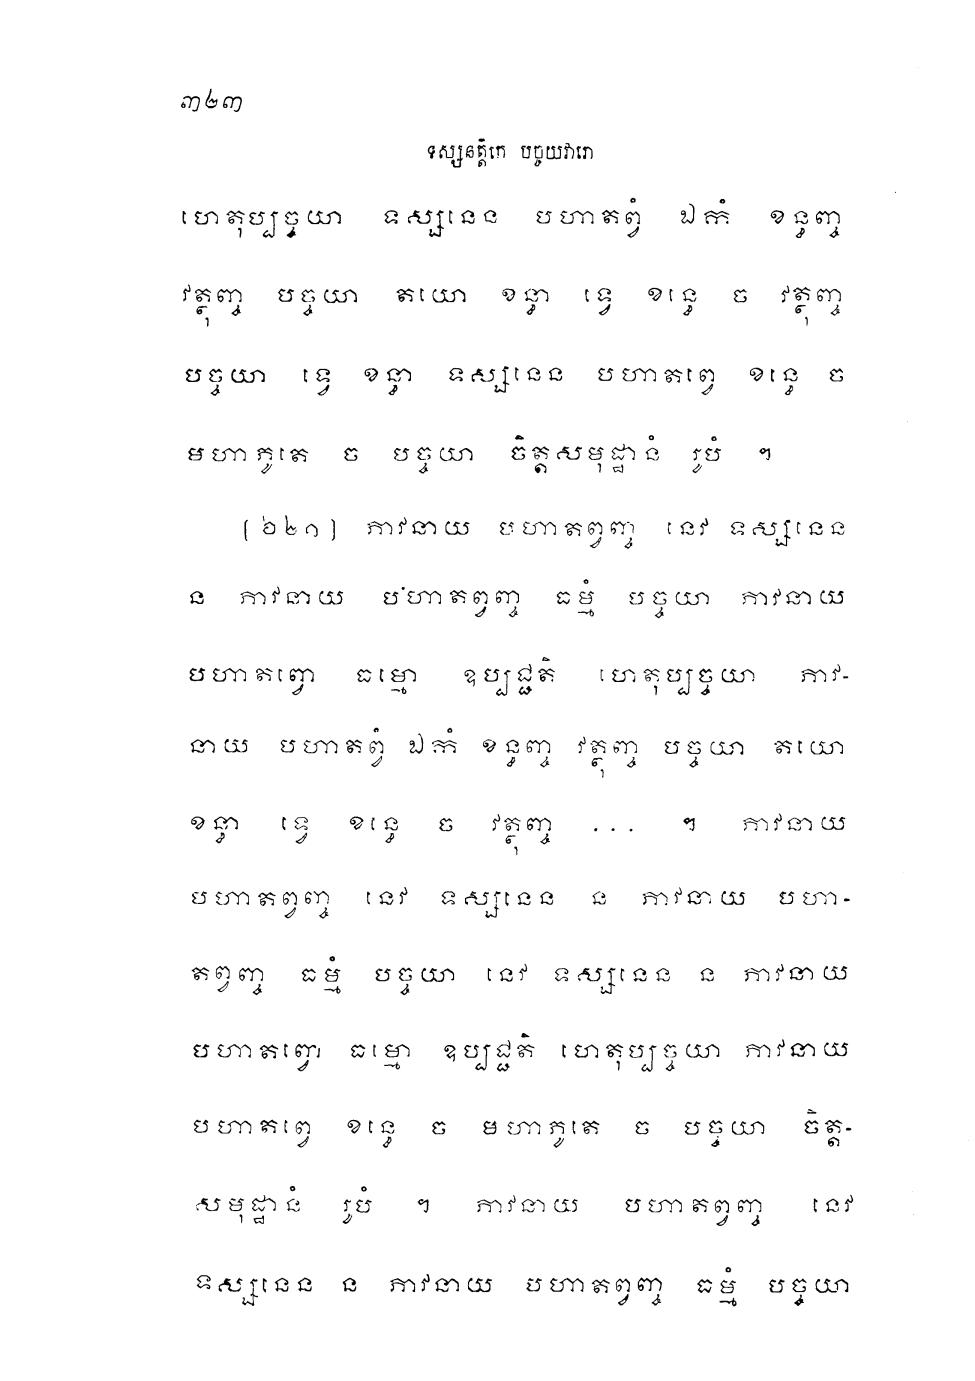 ៣២៣
ទស្សនត្តិកេ បច្ចយវារោ
ហេតុប្បច្ចយា ទស្សនេន បហាតព្វំ ឯកំ ខន្ធញ្ច
វត្ថុញ្ច បច្ចយា តយោ ខន្ធា ទ្វេ ខន្ធេ ច វត្ថុញ្ច
បច្ចយា ទ្វេ ខន្ធា ទស្សនេន បហាតព្វេ ខន្ធេ ច
មហាភូតេ ច បច្ចយា ចិត្តសមុដ្ឋានំ រូបំ ។
(៦២១) ភាវនាយ បហាតព្វញ្ច នេវ ទស្សនេន
ន ភាវនាយ បហាតព្វញ្ច ធម្មំ បច្ចយា ភាវនាយ
បហាតព្វោ ធម្មោ ឧប្បជ្ជតិ ហេតុប្បច្ចយា ភាវ-
នាយ បហាតព្វំ ឯកំ ខន្ធញ្ច វត្ថុញ្ច បច្ចយា តយោ
ខន្ធា ទ្វេ ខន្ធេ ច វត្ថុញ្ច ... ។ ភាវនាយ
បហាតព្វញ្ច នេវ ទស្សនេន ន ភាវនាយ បហា-
តព្វញ្ច ធម្មំ បច្ចយា នេវ ទស្សនេន ន ភាវនាយ
បហាតព្វោ ធម្មោ ឧប្បជ្ជតិ ហេតុប្បច្ចយា ភាវនាយ
បហាតព្វេ ខន្ធេ ច មហាភូតេ ច បច្ចយា ចិត្ត-
សមុដ្ឋានំ រូបំ ។ ភាវនាយ បហាតព្វញ្ច នេវ
ទស្សនេន ន ភាវនាយ បហាតព្វញ្ច ធម្មំ បច្ចយា